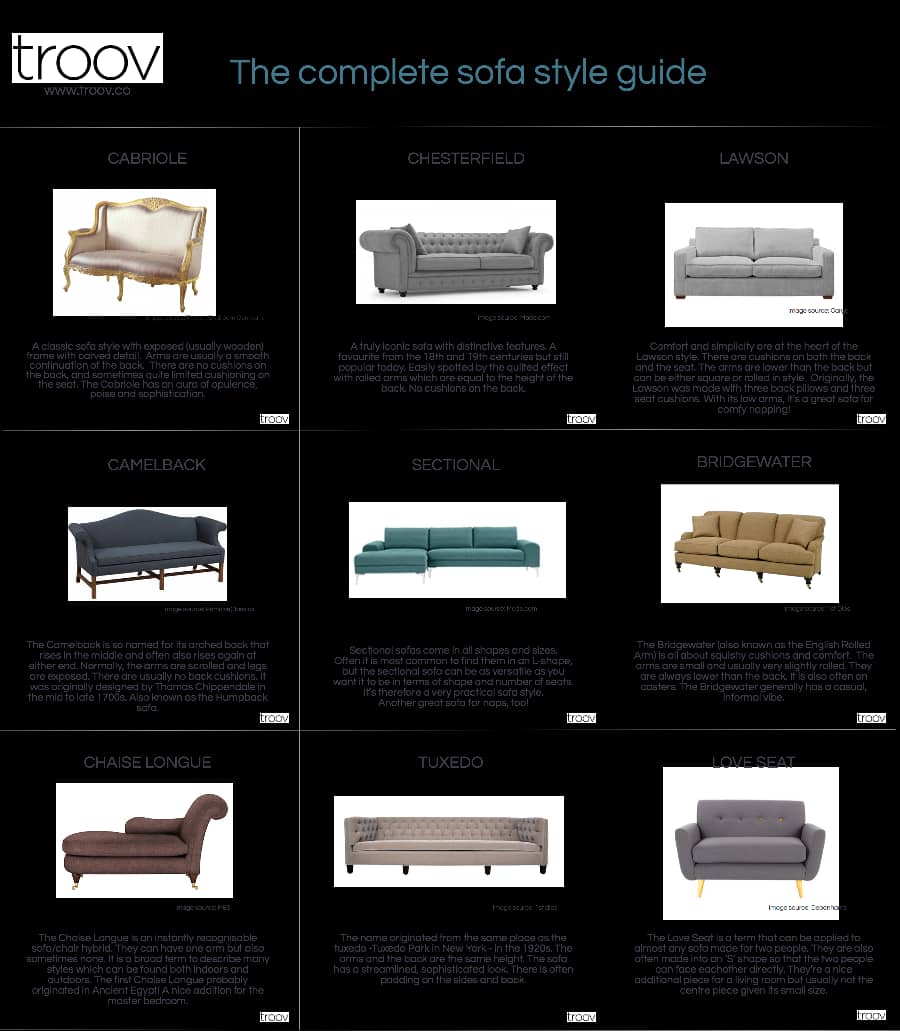 troov
www.troov.co
The complete sofa style guide
CABRIOLE
CHESTERFIELD
LAWSON
Image source: Made.com
Image source:
A classic sofa style with exposed (usually wooden)
frame with carved detail. Arms are usually a smooth
continuation of the back. There are no cushions on
the back, and sometimes quite limited cushioning on
the seat. The Cabriole has an aura of opulence,
poise and sophistication.
troov
A truly iconic sofa with distinctive features. A
favourite from the 18th and 19th centuries but still
popular today. Easily spotted by the quilted effect
with rolled arms which are equal to the height of the
back. No cushions on the back.
troov
Comfort and simplicity are at the heart of the
Lawson style. There are cushions on both the back
and the seat. The arms are lower than the back but
can be either square or rolled in style. Originally, the
Lawson was made with three back pillows and three
seat cushions. With its low arms, it's a great sofa for
comfy napping!
troov
CAMELBACK
SECTIONAL
BRIDGEWATER
Image source:
Image source: Made.com
Image source: 1st Dibs
The Camelback is so named for its arched back that
rises in the middle and often also rises again at
either end. Normally, the arms are scrolled and legs
are exposed. There are usually no back cushions. It
was originally designed by Thomas Chippendale in
the mid to late 1700s. Also known as the Humpback
sofa.
troov
Sectional sofas come in all shapes and sizes.
Often it is most common to find them in an L-shape,
but the sectional sofa can be as versatile as you
want it to be in terms of shape and number of seats.
It's therefore a very practical sofa style.
Another great sofa for naps, too!
troov
The Bridgewater (also known as the English Rolled
Arm) is all about squishy cushions and comfort. The
arms are small and usually very slightly rolled. They
are always lower than the back. It is also often on
casters. The Bridgewater generally has a casual,
informal vibe.
troov
CHAISE LONGUE
TUXEDO
LOVE SEAT
Image source: M&S
Image source: 1stdibs
Image source: Debenhams
The Chaise Longue is an instantly recognisable
sofa/chair hybrid. They can have one arm but also
sometimes none. It is a broad term to describe many
styles which can be found both indoors and
outdoors. The first Chaise Longue probably
originated in Ancient Egypt! A nice addition for the
master bedroom.
troov
The name originated from the same place as the
tuxedo -Tuxedo Park in New York - in the 1920s. The
arms and the back are the same height. The sofa
has a streamlined, sophisticated look. There is often
padding on the sides and back.
troov
The Love Seat is a term that can be applied to
almost any sofa made for two people. They are also
often made into an 'S' shape so that the two people
can face eachother directly. They're a nice
additional piece for a living room but usually not the
centre piece given its small size.
troov